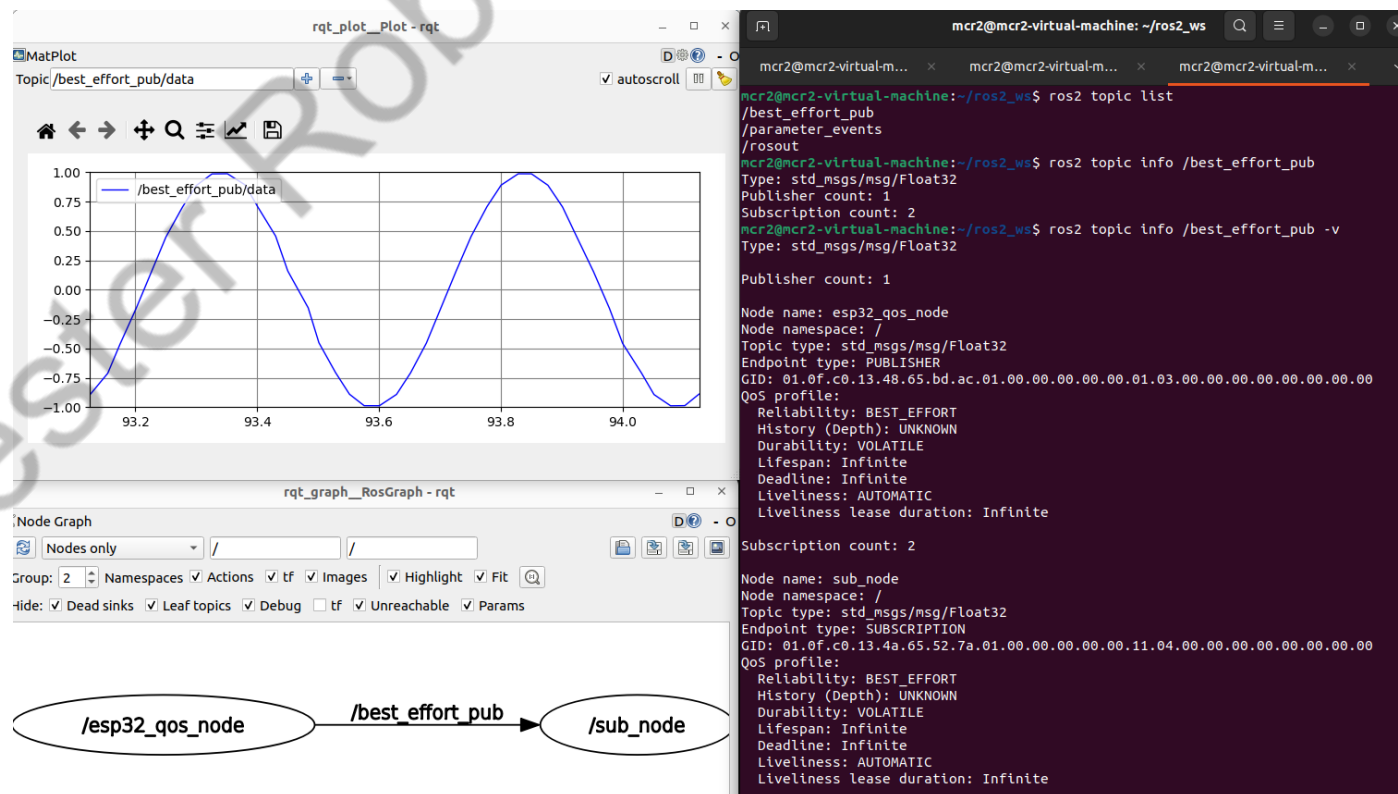 rqt_plot__Plot - rqt
MatPlot
D
- O
Topic /best_effort_pub/data
autoscroll
/best_effort_pub/data
1.00
0.75
0.50
0.25
0.00
−0.25
−0.50
−0.75
−1.00
93.2 93.4 93.6 93.8 94.0
rqt_graph__RosGraph - rqt
Node Graph
D
- O
Nodes only / /
Group: 2 Namespaces Actions tf Images Highlight Fit
Hide: Dead sinks Leaf topics Debug tf Unreachable Params
/esp32_qos_node /best_effort_pub /sub_node
ester Ro
mcr2@mcr2-virtual-machine: ~/ros2_ws
mcr2@mcr2-virtual-m... mcr2@mcr2-virtual-m... mcr2@mcr2-virtual-m...
mcr2@mcr2-virtual-machine:~/ros2_ws$ ros2 topic list
/best_effort_pub
/parameter_events
/rosout
mcr2@mcr2-virtual-machine:~/ros2_ws$ ros2 topic info /best_effort_pub
Type: std_msgs/msg/Float32
Publisher count: 1
Subscription count: 2
mcr2@mcr2-virtual-machine:~/ros2_ws$ ros2 topic info /best_effort_pub -v
Type: std_msgs/msg/Float32
Publisher count: 1
Node name: esp32_qos_node
Node namespace: /
Topic type: std_msgs/msg/Float32
Endpoint type: PUBLISHER
GID: 01.0f.c0.13.48.65.bd.ac.01.00.00.00.00.00.01.03.00.00.00.00.00.00.00.00
QoS profile:
Reliability: BEST_EFFORT
History (Depth): UNKNOWN
Durability: VOLATILE
Lifespan: Infinite
Deadline: Infinite
Liveliness: AUTOMATIC
Liveliness lease duration: Infinite
Subscription count: 2
Node name: sub_node
Node namespace: /
Topic type: std_msgs/msg/Float32
Endpoint type: SUBSCRIPTION
GID: 01.0f.c0.13.4a.65.52.7a.01.00.00.00.00.00.11.04.00.00.00.00.00.00.00.00
QoS profile:
Reliability: BEST_EFFORT
History (Depth): UNKNOWN
Durability: VOLATILE
Lifespan: Infinite
Deadline: Infinite
Liveliness: AUTOMATIC
Liveliness lease duration: Infinite